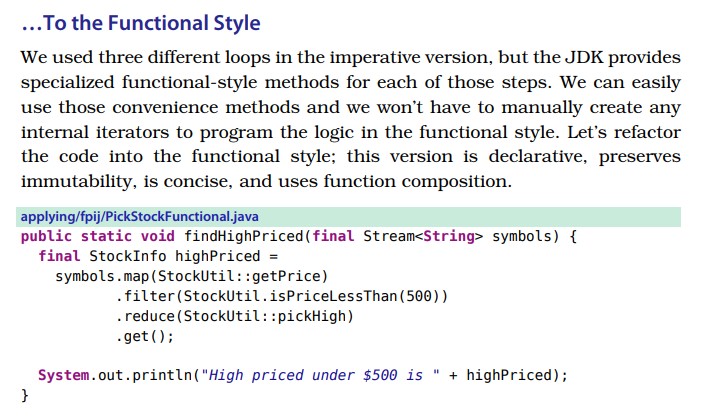 ...To the Functional Style
We used three different loops in the imperative version, but the JDK provides
specialized functional-style methods for each of those steps. We can easily
use those convenience methods and we won't have to manually create any
internal iterators to program the logic in the functional style. Let's refactor
the code into the functional style; this version is declarative, preserves
immutability, is concise, and uses function composition.
applying/fpij/PickStockFunctional.java
public static void findHighPriced(final Stream<String> symbols) {
  final StockInfo highPriced =
    symbols.map(StockUtil::getPrice)
           .filter(StockUtil.isPriceLessThan(500))
           .reduce(StockUtil::pickHigh)
           .get();
  System.out.println("High priced under $500 is " + highPriced);
}